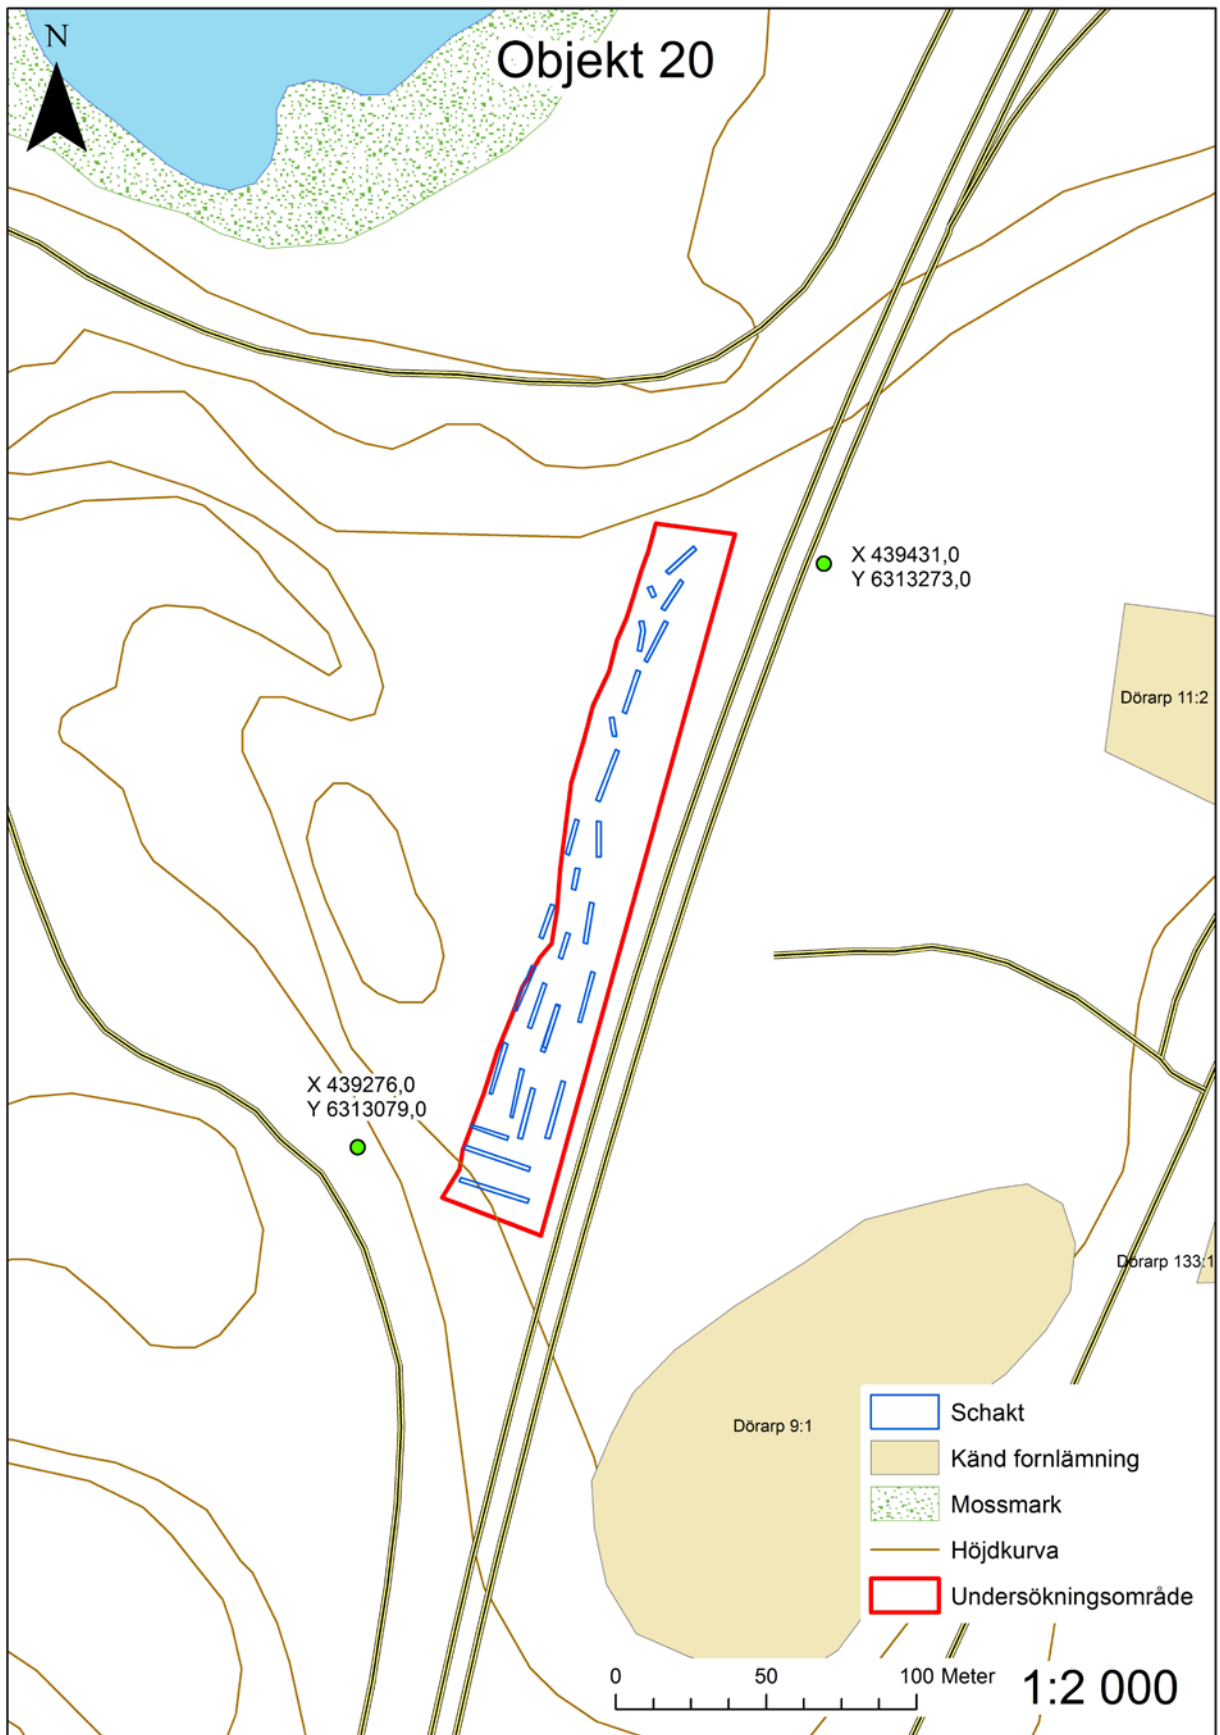 N
Objekt 20
X 439431,0
Y 6313273,0
Dörarp 11:2
X 439276,0
Y 6313079,0
Dörarp 133:1
Dörarp 9:1
Schakt
Känd fornlämning
Mossmark
Höjdkurva
Undersökningsområde
0 50 100 Meter
1:2 000